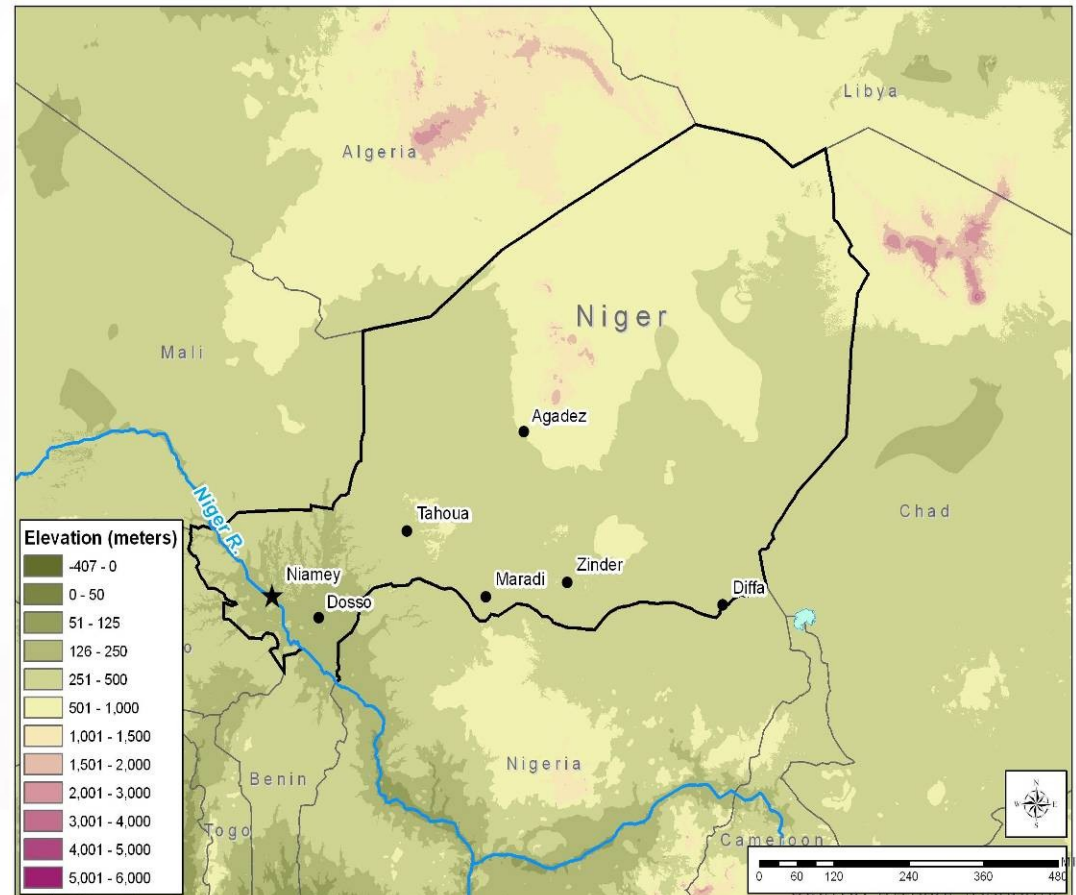 Libya
Algeria
Niger
Mali
Agadez
Niger R.
Tahoua
Chad
Zinder
Niamey
Maradi
Diffa
Dosso
o
Nigeria
Benin
Togo
Cameroon
Elevation (meters)
-407 - 0
0 - 50
51 - 125
126 - 250
251 - 500
501 - 1,000
1,001 - 1,500
1,501 - 2,000
2,001 - 3,000
3,001 - 4,000
4,001 - 5,000
5,001 - 6,000
N
W E
S
0 30 60 120 240 360 480